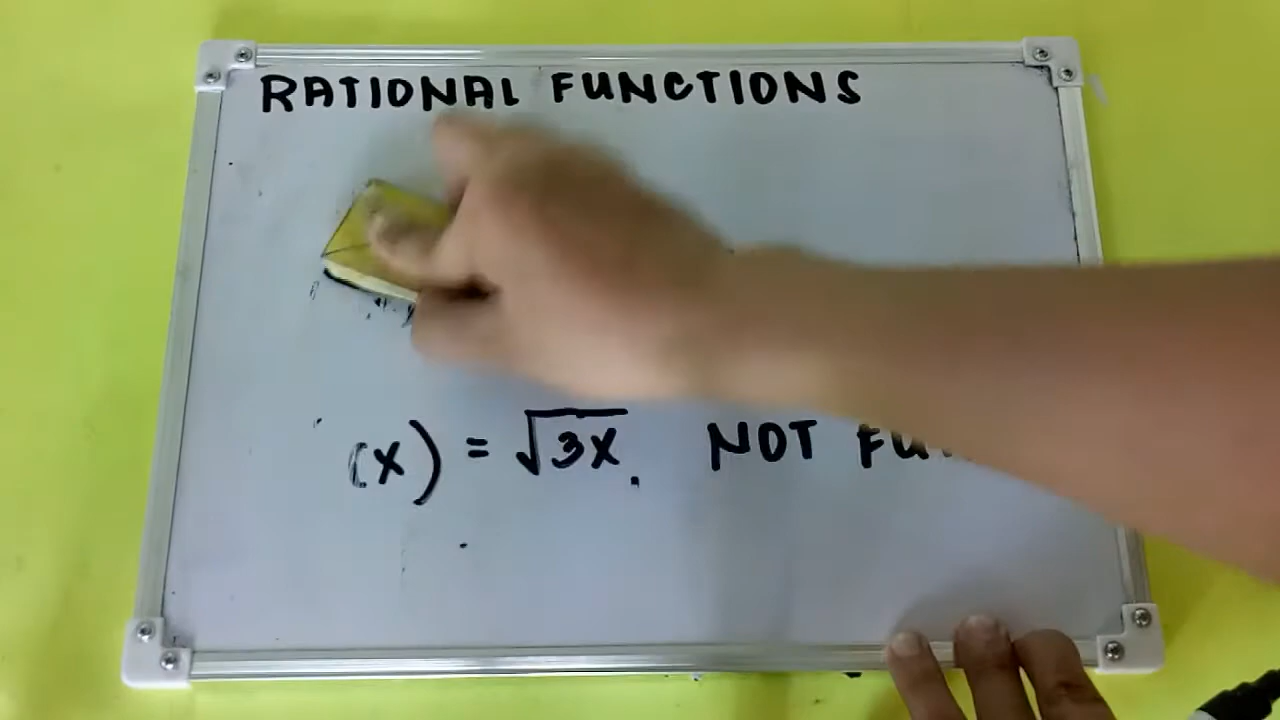 RATIONAL FUNCTIONS
(x) = √3x. NOT